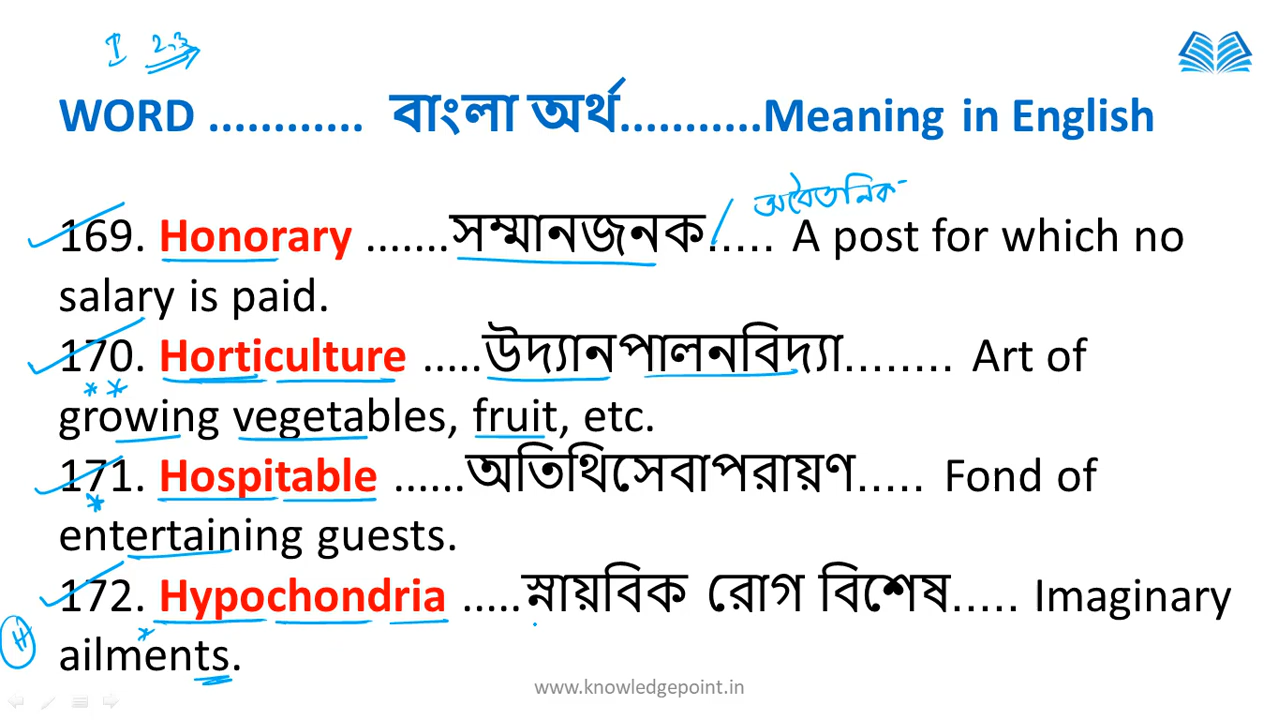 I 2,3
WORD ............ বাংলা অর্থ...........Meaning in English
অবৈতনিক
169. Honorary .......সম্মানজনক/..... A post for which no
salary is paid.
170. Horticulture .....উদ্যানপালনবিদ্যা........ Art of
growing vegetables, fruit, etc.
171. Hospitable ......অতিথিসেবাপরায়ণ..... Fond of
entertaining guests.
172. Hypochondria .....স্নায়বিক রোগ বিশেষ..... Imaginary
H ailments.
www.knowledgepoint.in